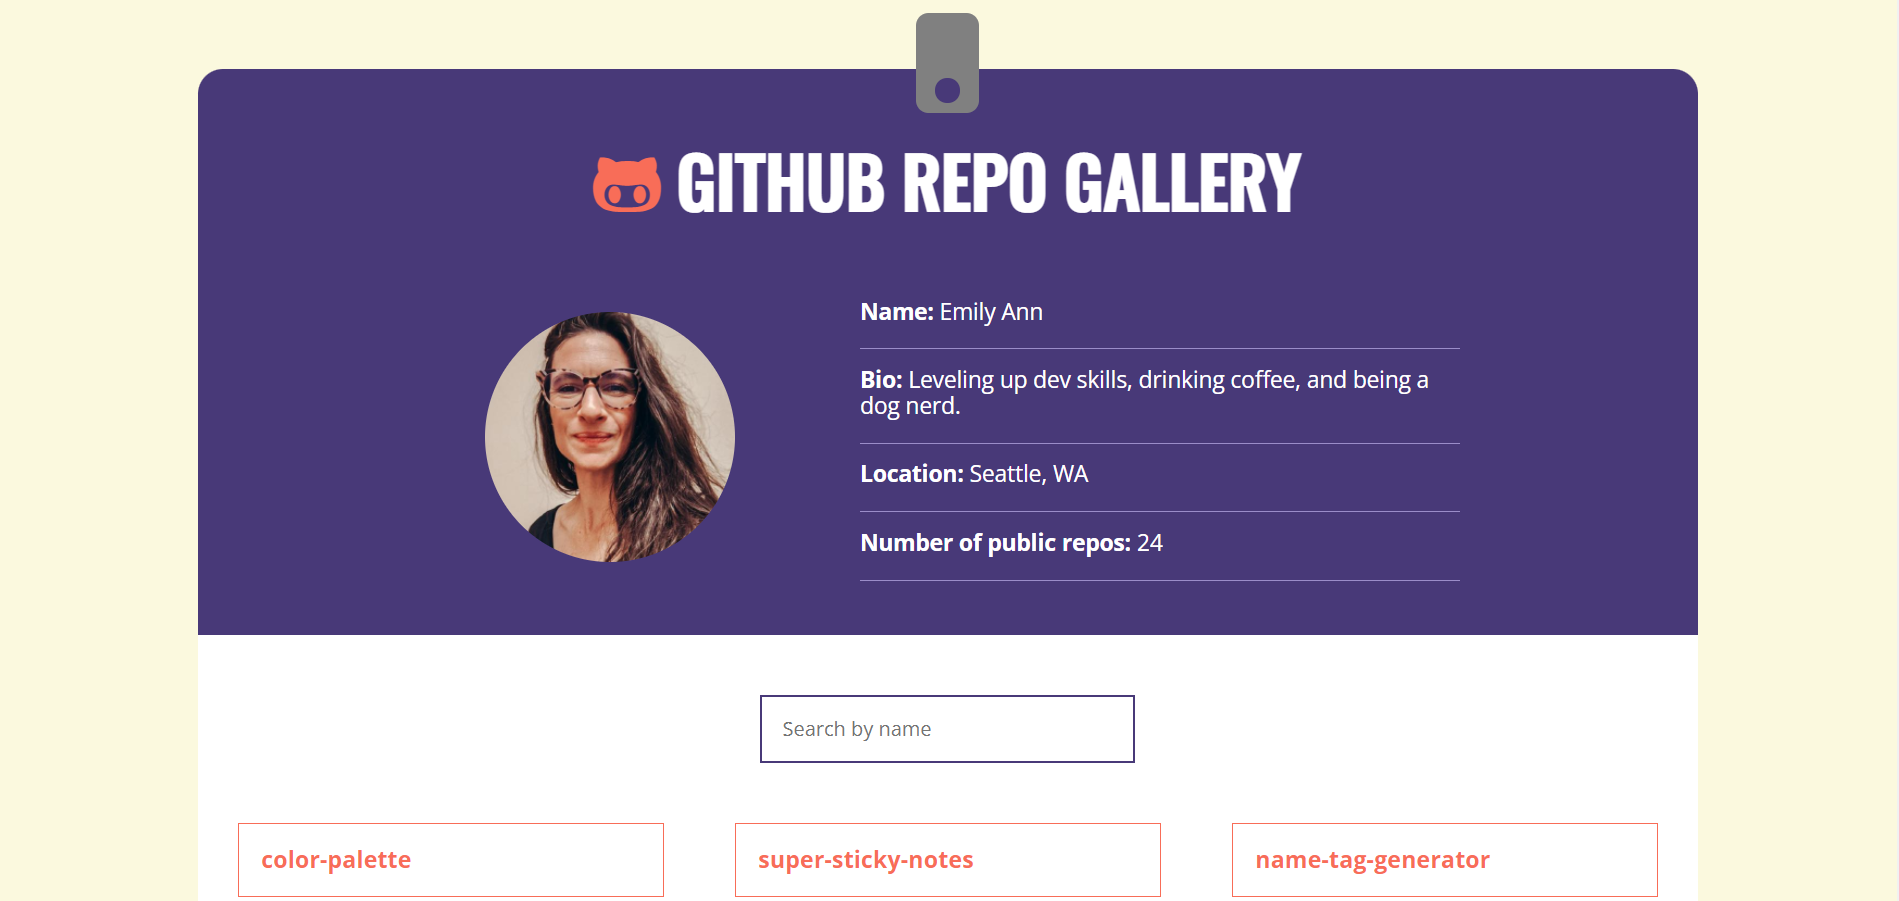 GITHUB REPO GALLERY
Name: Emily Ann
Bio: Leveling up dev skills, drinking coffee, and being a
dog nerd.
Location: Seattle, WA
Number of public repos: 24
Search by name
color-palette
super-sticky-notes
name-tag-generator